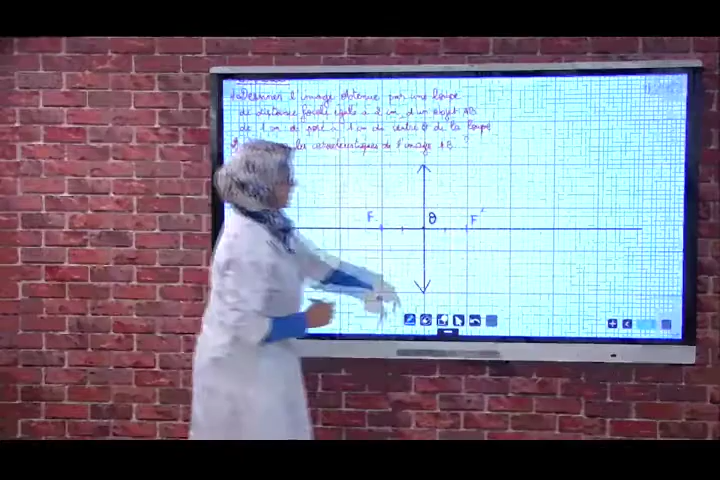 Dessiner l'image obtenue par une loupe
de distance focale égale à 2 cm d'un objet AB
de 1 cm posé à 1 cm du centre O de la loupe
les caractéristiques de l'image AB ?
F O F'